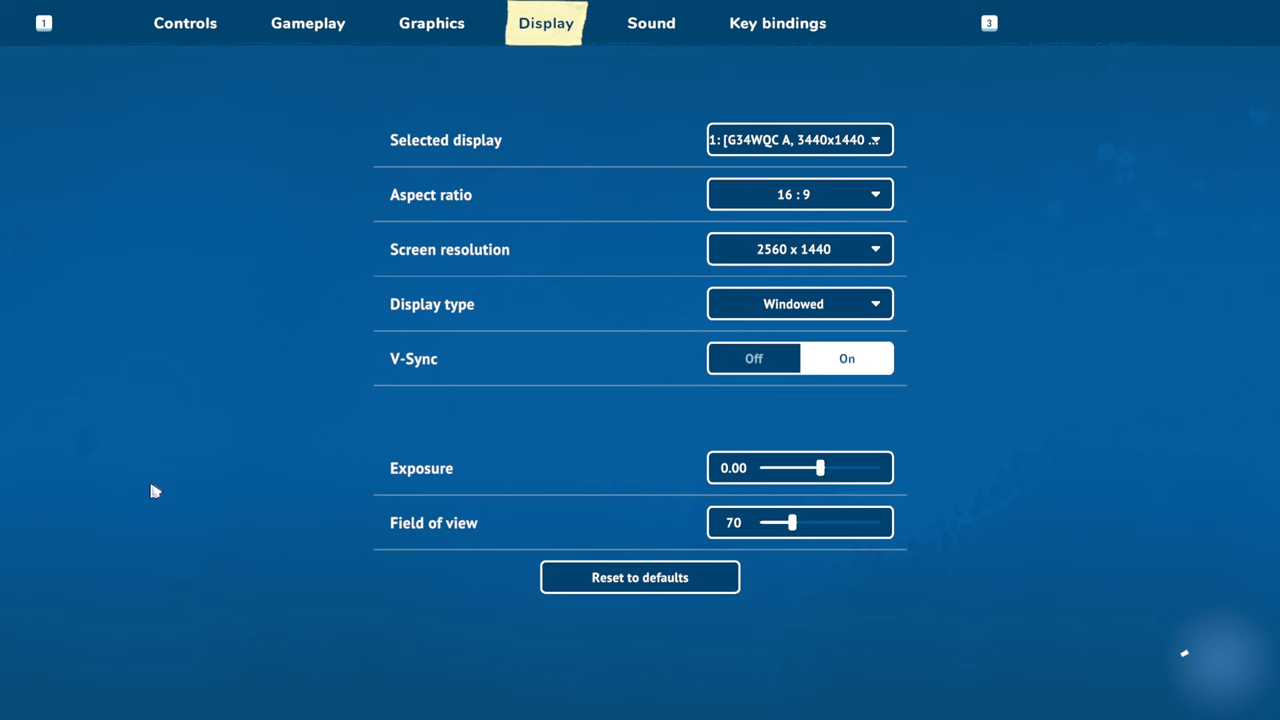 1 Controls Gameplay Graphics Display Sound Key bindings 3
Selected display 1: [G34WQC A, 3440x1440 ...
Aspect ratio 16 : 9
Screen resolution 2560 x 1440
Display type Windowed
V-Sync Off On
Exposure 0.00
Field of view 70
Reset to defaults